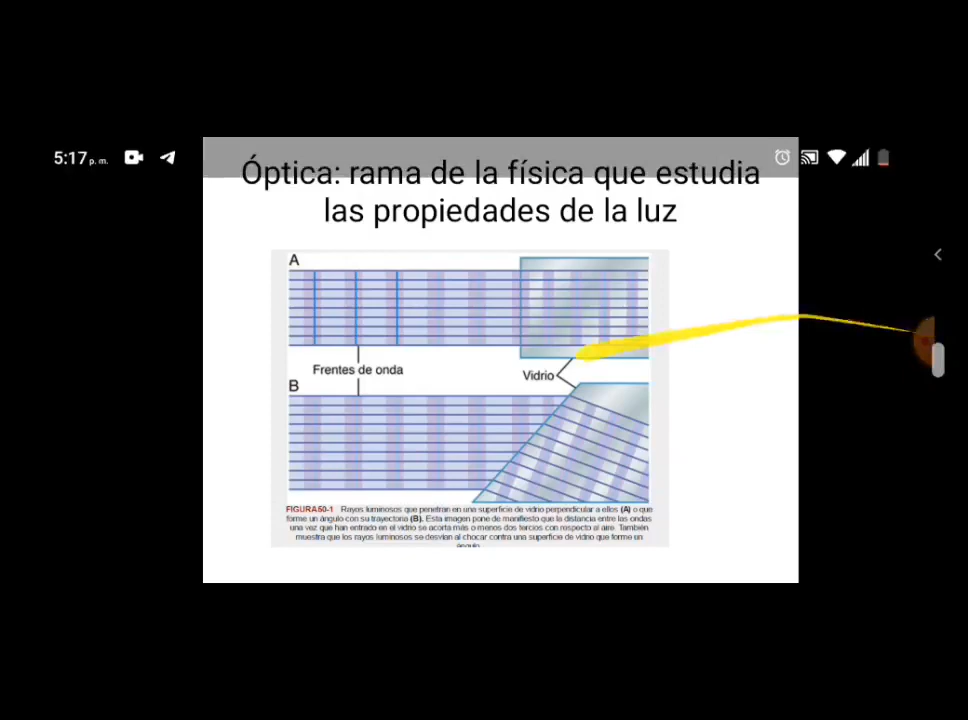 5:17 p. m.
Óptica: rama de la física que estudia
las propiedades de la luz
A
Frentes de onda
Vidrio
B
FIGURA 50-1 Rayos luminosos que penetran en una superficie de vidrio perpendicular a ellos (A) o que
forme un ángulo con su trayectoria (B). Esta imagen pone de manifiesto que la distancia entre las ondas
una vez que han entrado en el vidrio se acorta más o menos dos tercios con respecto al aire. También
muestra que los rayos luminosos se desvían al chocar contra una superficie de vidrio que forme un
ángulo.